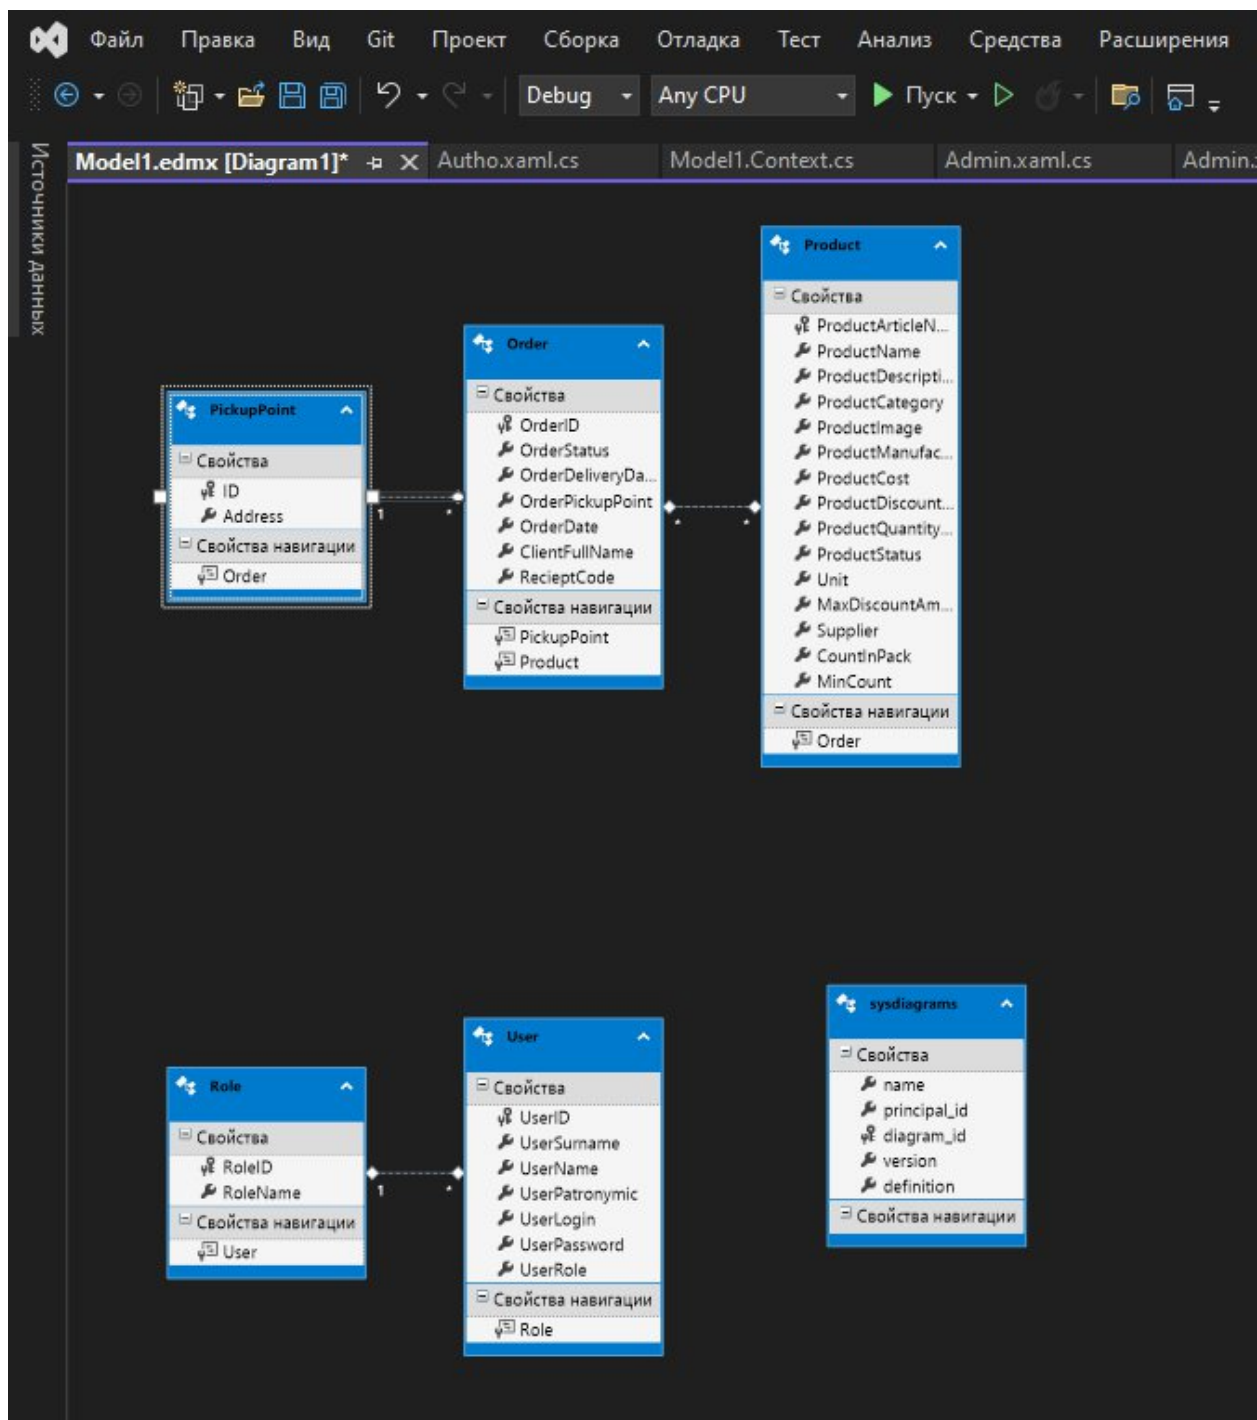 Файл Правка Вид Git Проект Сборка Отладка Тест Анализ Средства Расширения
Debug Any CPU Пуск
Источники данных
Model1.edmx [Diagram1]* Autho.xaml.cs Model1.Context.cs Admin.xaml.cs Admin.
Product
Свойства
ProductArticleN...
ProductName
ProductDescripti...
ProductCategory
ProductImage
ProductManufac...
ProductCost
ProductDiscount...
ProductQuantity...
ProductStatus
Unit
MaxDiscountAm...
Supplier
CountInPack
MinCount
Свойства навигации
Order
Order
Свойства
OrderID
OrderStatus
OrderDeliveryDa...
OrderPickupPoint
OrderDate
ClientFullName
RecieptCode
Свойства навигации
PickupPoint
Product
PickupPoint
Свойства
ID
Address
Свойства навигации
Order
1 *
* *
Role
Свойства
RoleID
RoleName
Свойства навигации
User
1 *
User
Свойства
UserID
UserSurname
UserName
UserPatronymic
UserLogin
UserPassword
UserRole
Свойства навигации
Role
sysdiagrams
Свойства
name
principal_id
diagram_id
version
definition
Свойства навигации